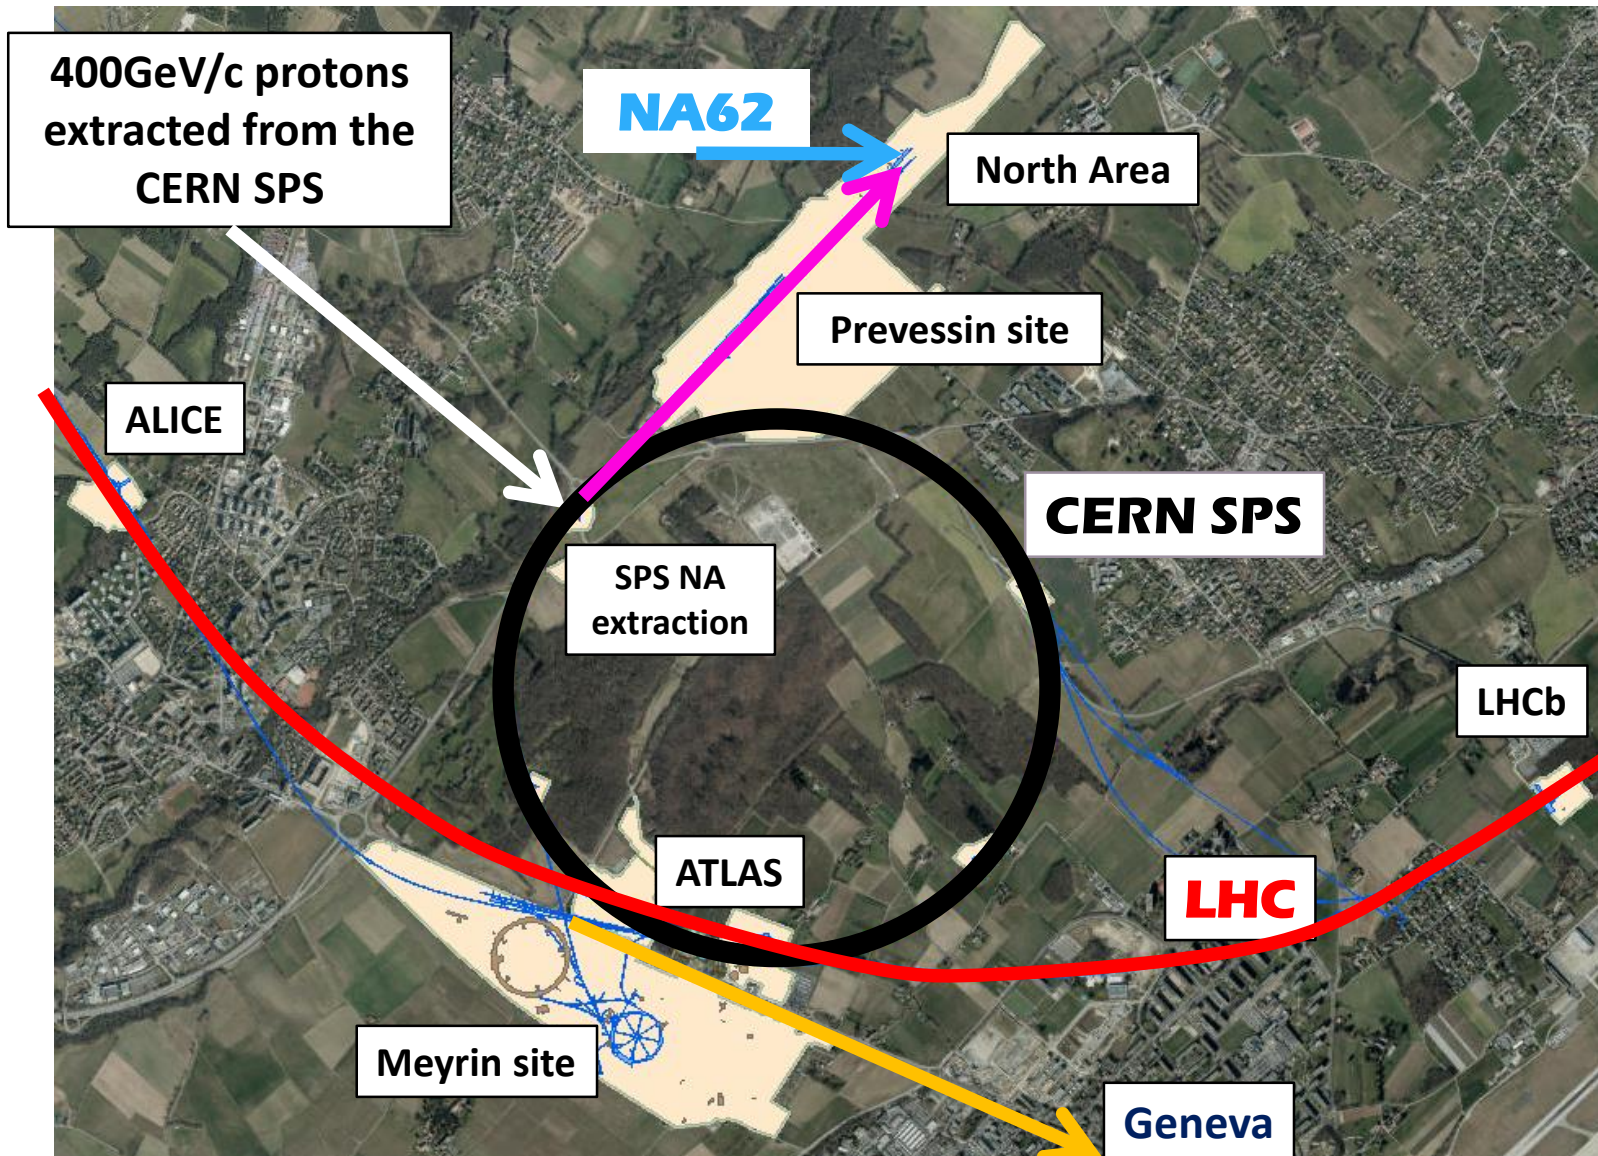 400GeV/c protons
extracted from the
CERN SPS
NA62
North Area
Prevessin site
ALICE
CERN SPS
SPS NA
extraction
LHCb
ATLAS
LHC
Meyrin site
Geneva